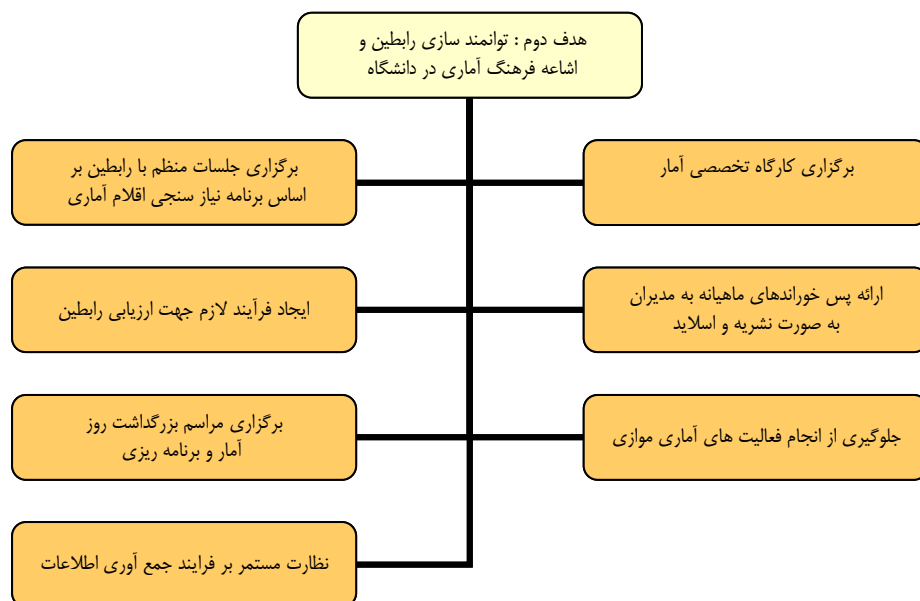 هدف دوم : توانمند سازی رابطین و
اشاعه فرهنگ آماری در دانشگاه
برگزاری کارگاه تخصصی آمار
برگزاری جلسات منظم با رابطین بر
اساس برنامه نیاز سنجی اقلام آماری
ارائه پس خوراندهای ماهیانه به مدیران
به صورت نشریه و اسلاید
ایجاد فرآیند لازم جهت ارزیابی رابطین
جلوگیری از انجام فعالیت های آماری موازی
برگزاری مراسم بزرگداشت روز
آمار و برنامه ریزی
نظارت مستمر بر فرایند جمع آوری اطلاعات